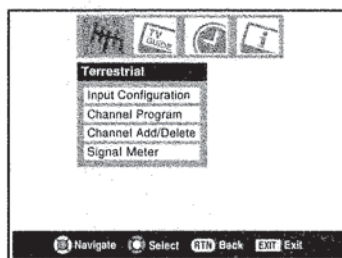 TV
GUIDE
i
Terrestrial
Input Configuration
Channel Program
Channel Add/Delete
Signal Meter
Navigate Select RTN Back EXIT Exit